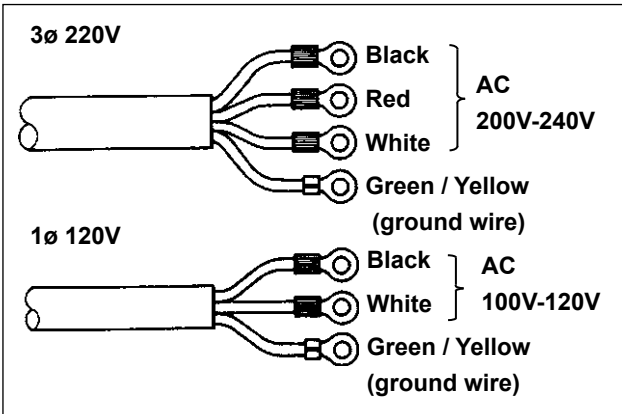 3ø 220V
Black
Red
White
AC
200V-240V
Green / Yellow
(ground wire)
1ø 120V
Black
White
AC
100V-120V
Green / Yellow
(ground wire)